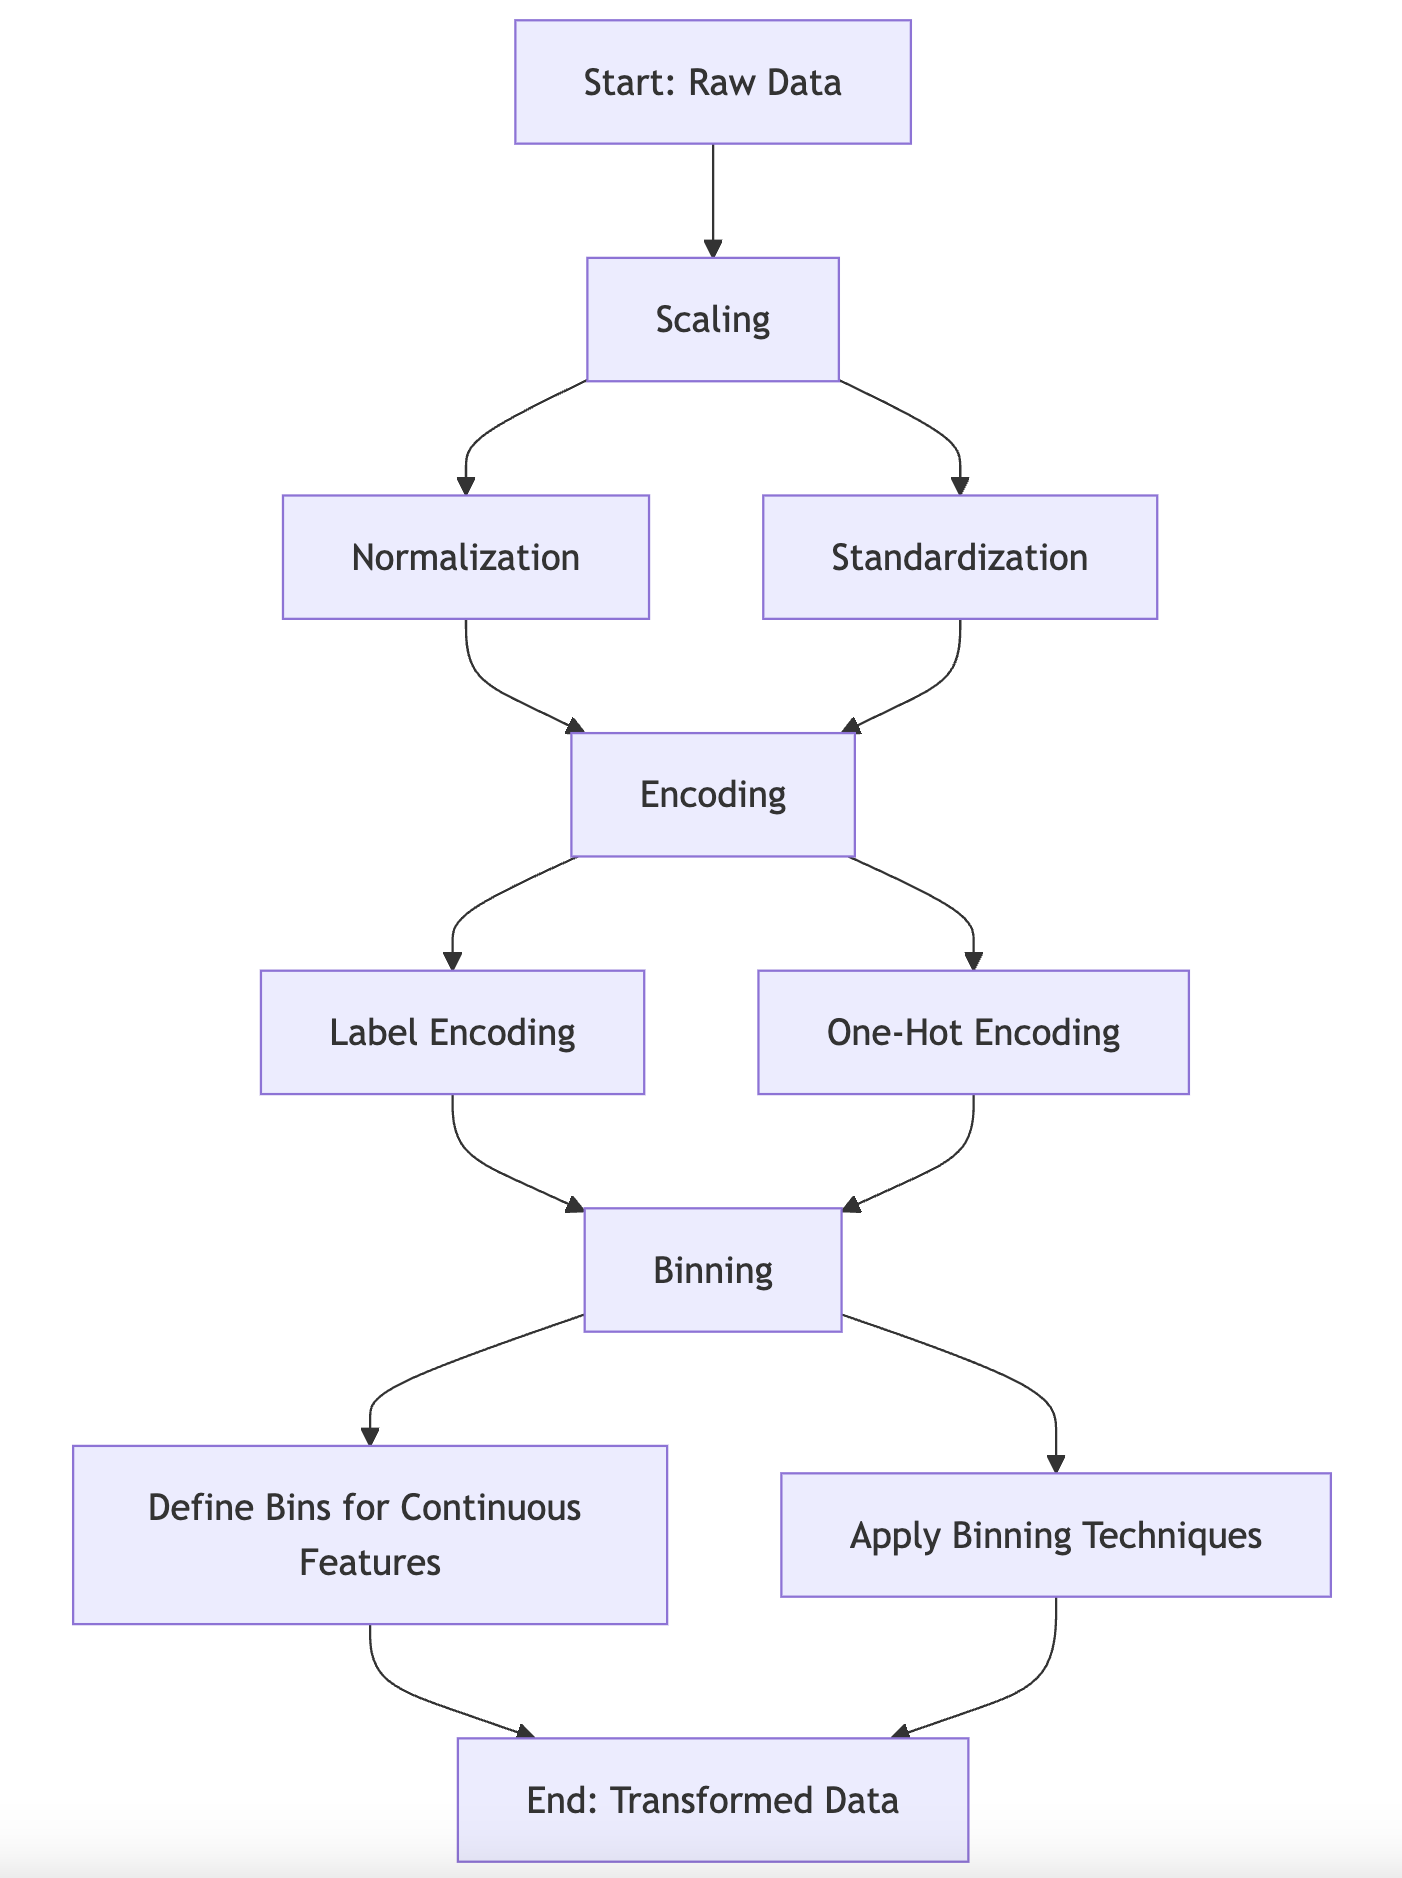 Start: Raw Data
Scaling
Normalization
Standardization
Encoding
Label Encoding
One-Hot Encoding
Binning
Define Bins for Continuous
Features
Apply Binning Techniques
End: Transformed Data